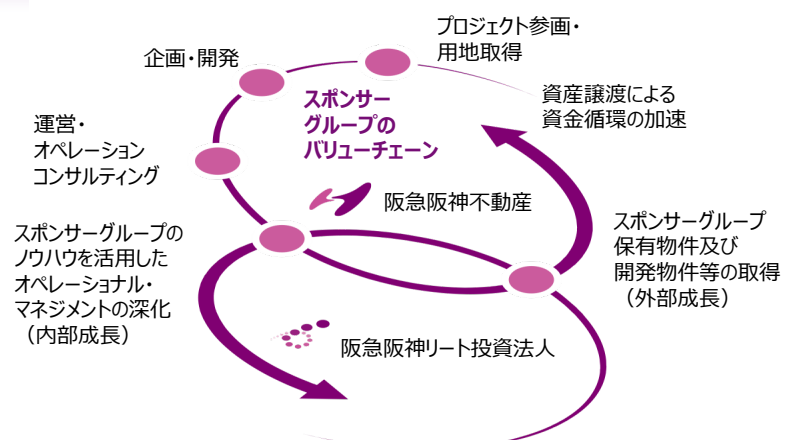 プロジェクト参画・
用地取得
企画・開発
スポンサー
グループの
バリューチェーン
資産譲渡による
資金循環の加速
運営・
オペレーション
コンサルティング
阪急阪神不動産
スポンサーグループの
ノウハウを活用した
オペレーショナル・
マネジメントの深化
（内部成長）
スポンサーグループ
保有物件及び
開発物件等の取得
（外部成長）
阪急阪神リート投資法人